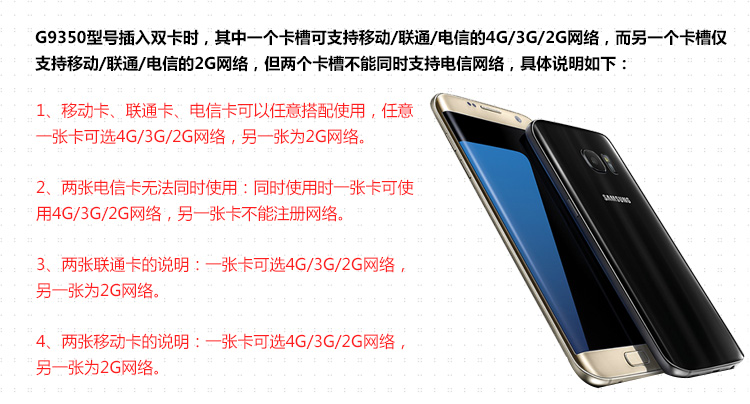 G9350型号插入双卡时，其中一个卡槽可支持移动/联通/电信的4G/3G/2G网络，而另一个卡槽仅
支持移动/联通/电信的2G网络，但两个卡槽不能同时支持电信网络，具体说明如下：
1、移动卡、联通卡、电信卡可以任意搭配使用，任意
一张卡可选4G/3G/2G网络，另一张为2G网络。
2、两张电信卡无法同时使用：同时使用时一张卡可使
用4G/3G/2G网络，另一张卡不能注册网络。
3、两张联通卡的说明：一张卡可选4G/3G/2G网络，
另一张为2G网络。
4、两张移动卡的说明：一张卡可选4G/3G/2G网络，
另一张为2G网络。
SAMSUNG